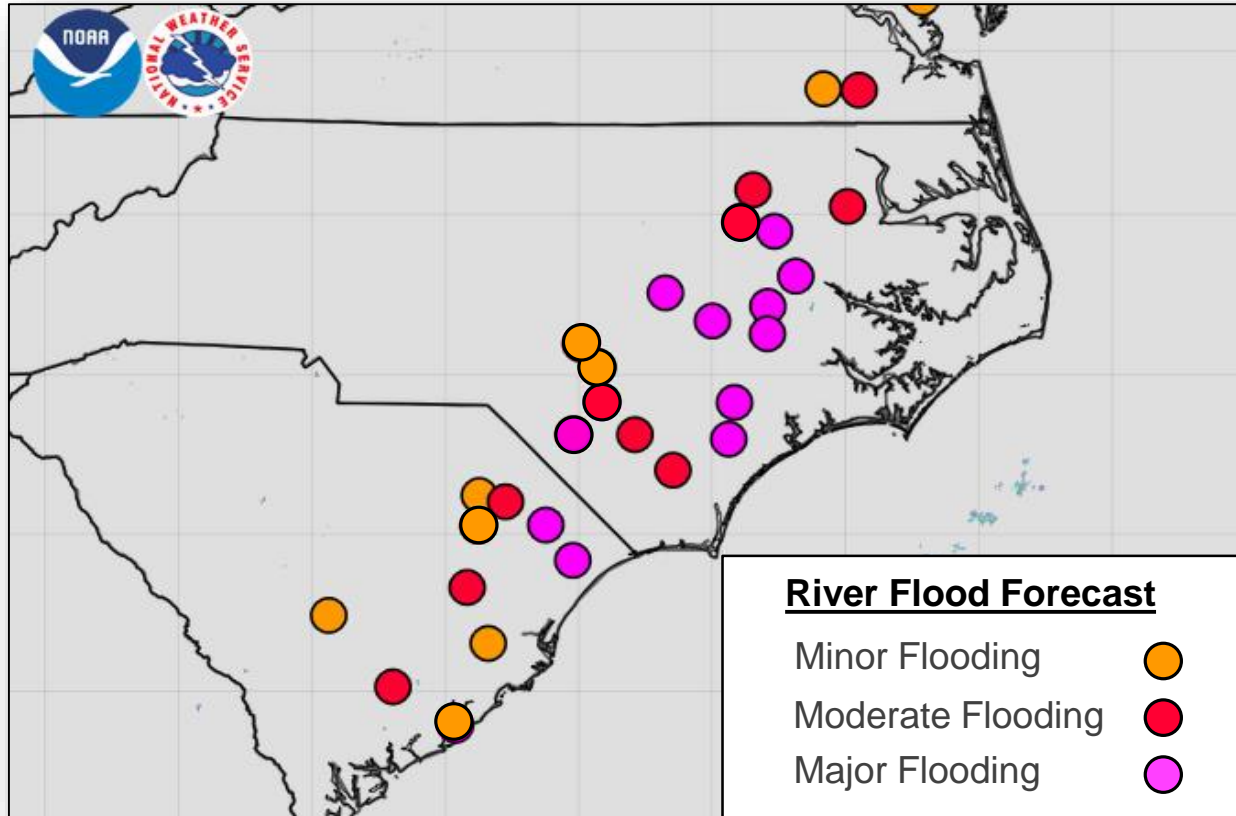 NOAA
NATIONAL WEATHER SERVICE
River Flood Forecast
Minor Flooding
Moderate Flooding
Major Flooding